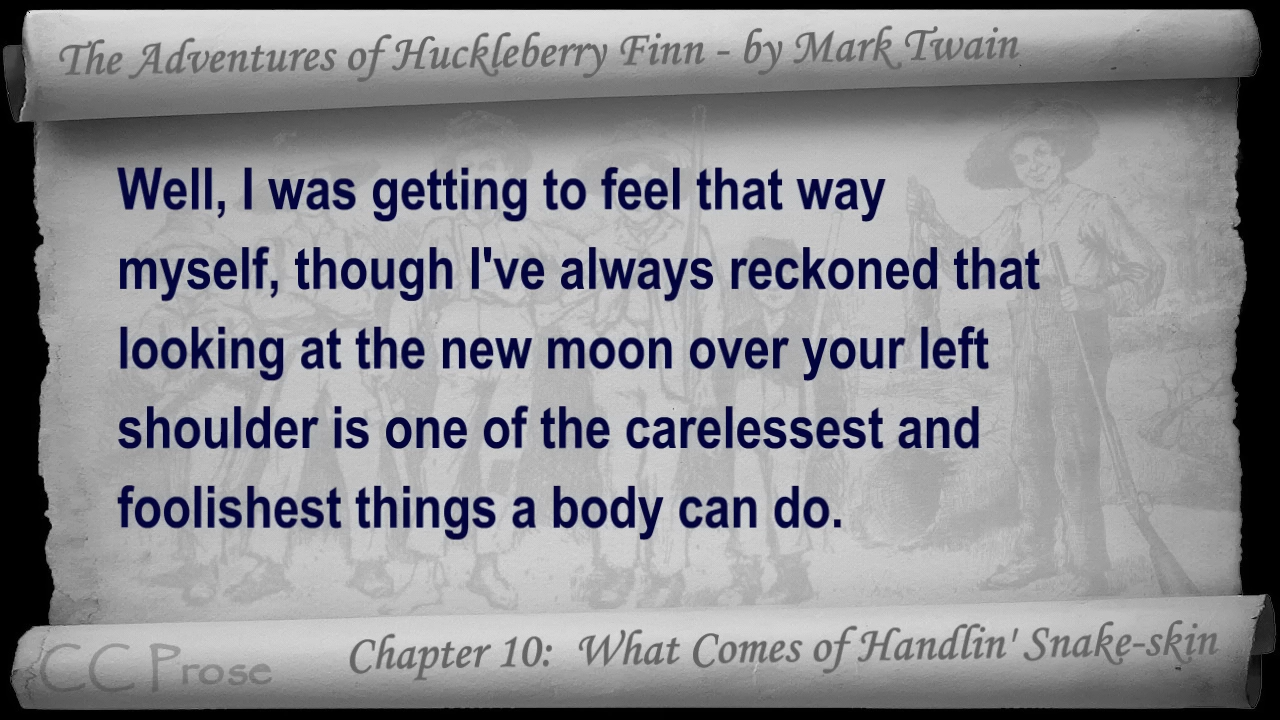 The Adventures of Huckleberry Finn - by Mark Twain
Well, I was getting to feel that way
myself, though I've always reckoned that
looking at the new moon over your left
shoulder is one of the carelessest and
foolishest things a body can do.
Chapter 10: What Comes of Handlin' Snake-skin
CC Prose